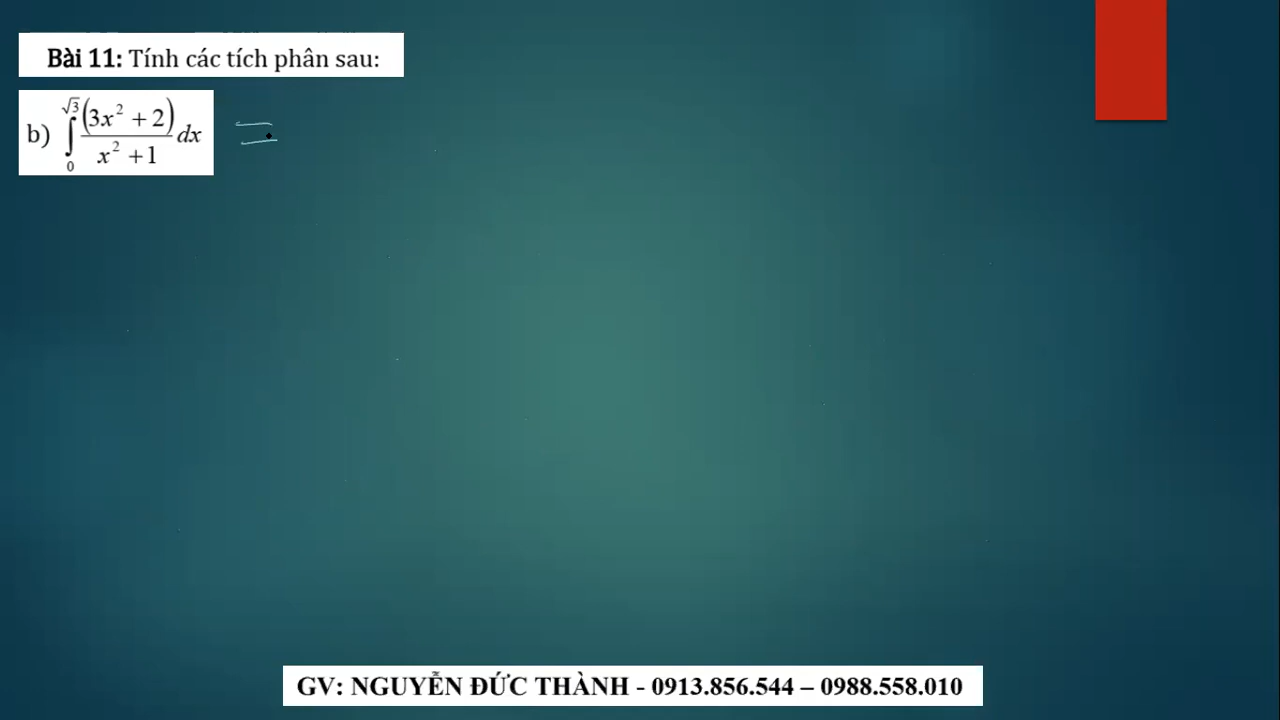 Bài 11: Tính các tích phân sau:
b) ∫₀^√3 (3x² + 2)/(x² + 1) dx =
GV: NGUYỄN ĐỨC THÀNH - 0913.856.544 – 0988.558.010